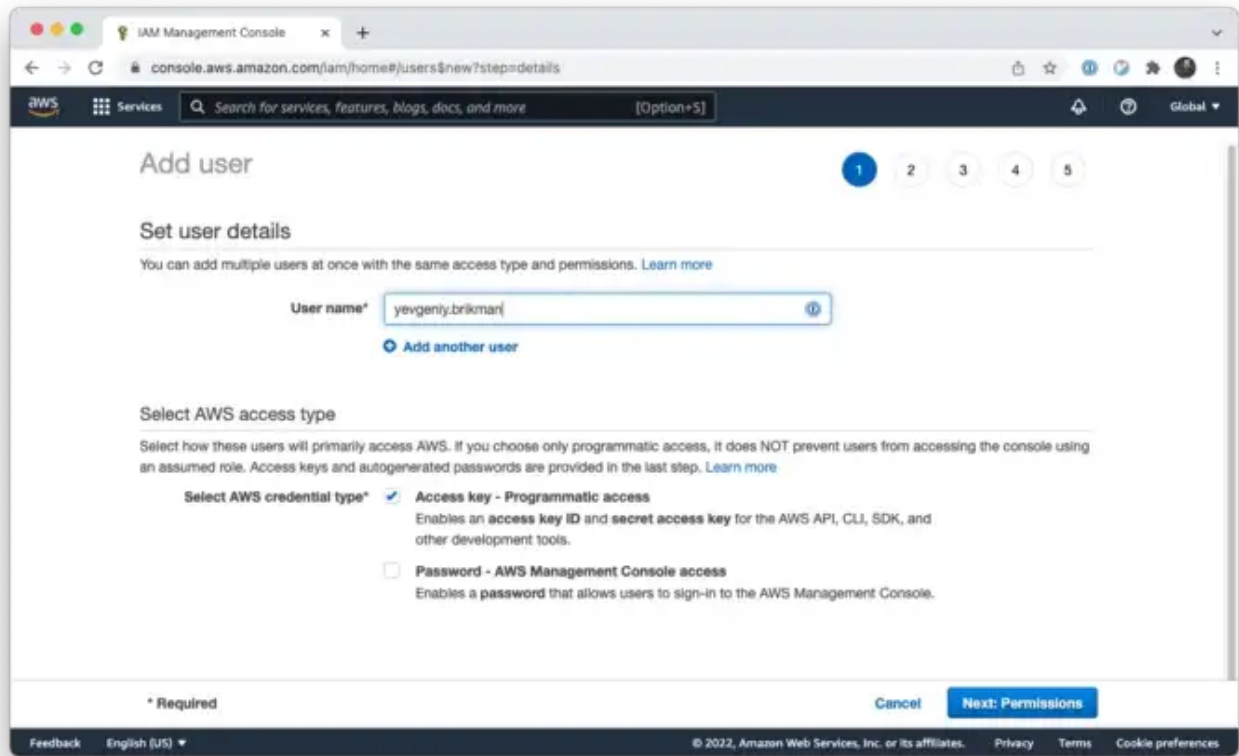 IAM Management Console
console.aws.amazon.com/iam/home#/users$new?step=details
aws Services Search for services, features, blogs, docs, and more [Option+S] Global
Add user
1 2 3 4 5
Set user details
You can add multiple users at once with the same access type and permissions. Learn more
User name* yevgeniy.brikman
Add another user
Select AWS access type
Select how these users will primarily access AWS. If you choose only programmatic access, it does NOT prevent users from accessing the console using
an assumed role. Access keys and autogenerated passwords are provided in the last step. Learn more
Select AWS credential type* Access key - Programmatic access
Enables an access key ID and secret access key for the AWS API, CLI, SDK, and
other development tools.
Password - AWS Management Console access
Enables a password that allows users to sign-in to the AWS Management Console.
* Required Cancel Next: Permissions
Feedback English (US) © 2022, Amazon Web Services, Inc. or its affiliates. Privacy Terms Cookie preferences